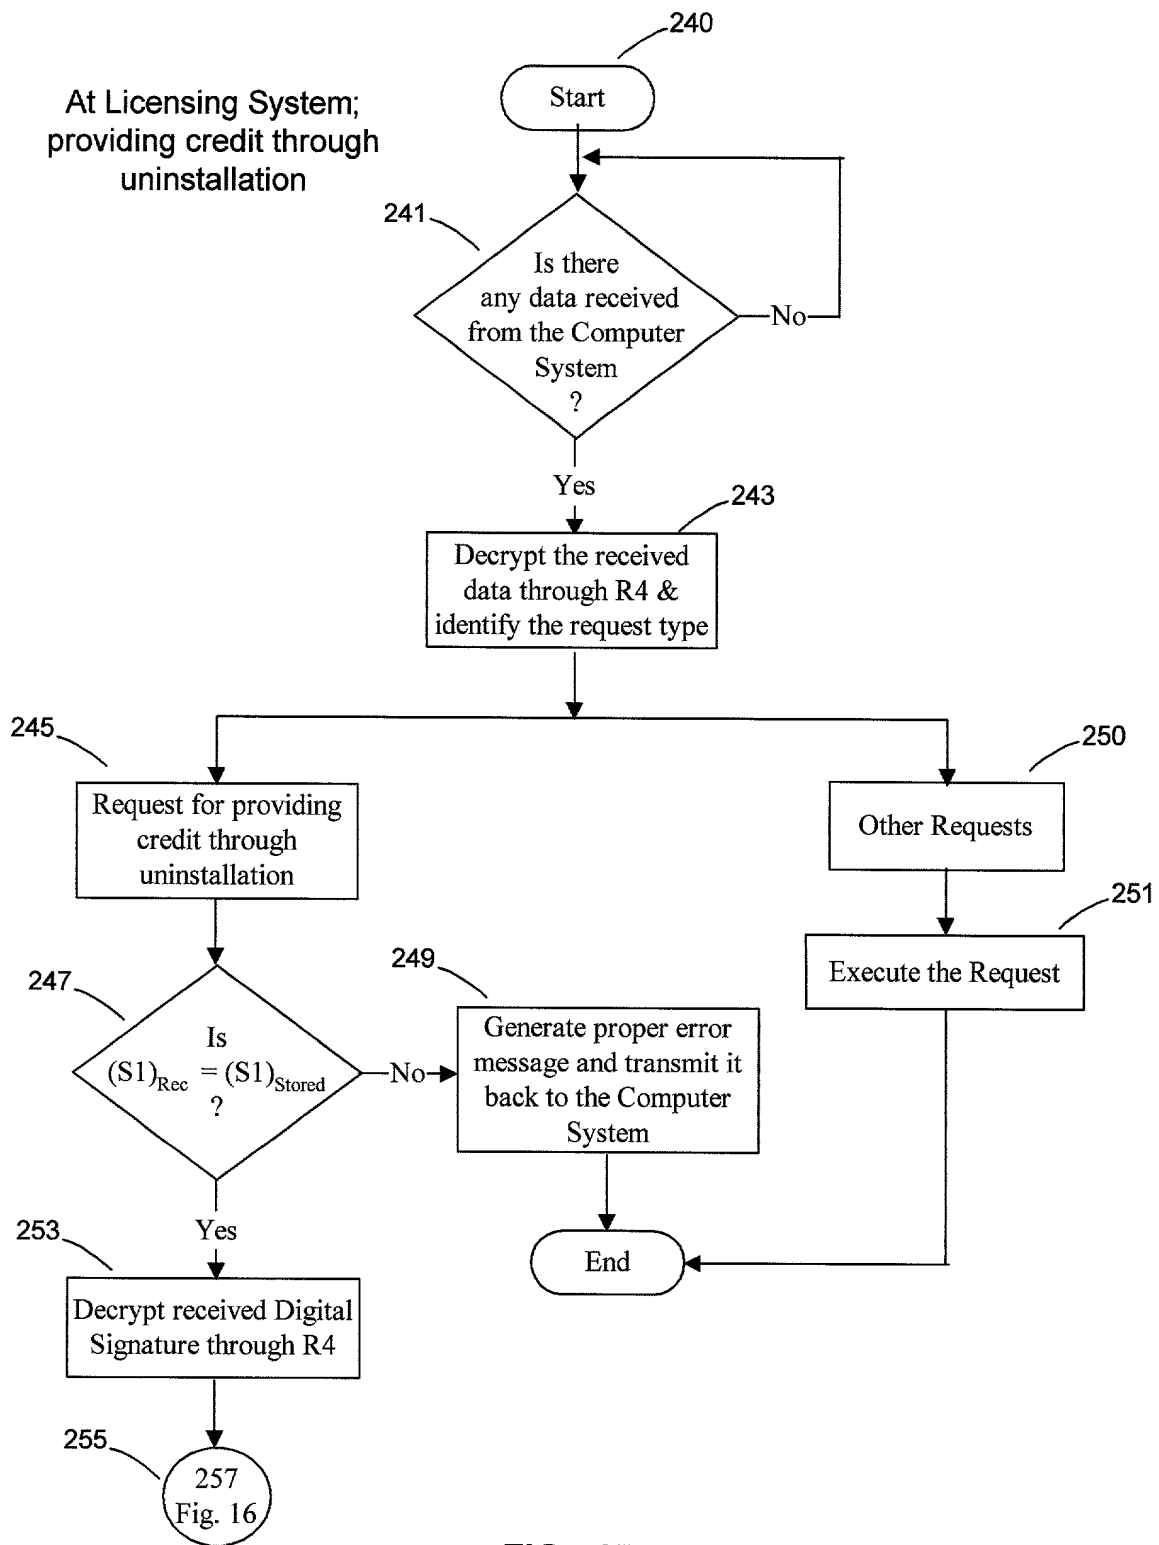 240
At Licensing System;
providing credit through
uninstallation
Start
241
Is there
any data received
from the Computer
System
?
No
Yes
243
Decrypt the received
data through R4 &
identify the request type
245
Request for providing
credit through
uninstallation
250
Other Requests
251
Execute the Request
247
Is
(S1)Rec = (S1)Stored
?
No
249
Generate proper error
message and transmit it
back to the Computer
System
End
Yes
253
Decrypt received Digital
Signature through R4
255
257
Fig. 16